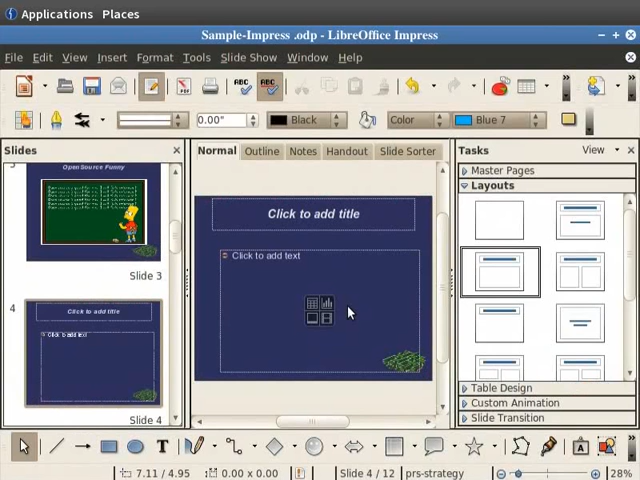 Applications Places
Sample-Impress .odp - LibreOffice Impress
File Edit View Insert Format Tools Slide Show Window Help
ABC ABC
0.00" Black Color Blue 7
Slides
Normal Outline Notes Handout Slide Sorter
Tasks View
Master Pages
Layouts
OpenSource Funny
Slide 3
4
Click to add title
Click to add text
Slide 4
Click to add title
Click to add text
Table Design
Custom Animation
Slide Transition
T A
7.11 / 4.95 0.00 x 0.00 Slide 4 / 12 prs-strategy 28%